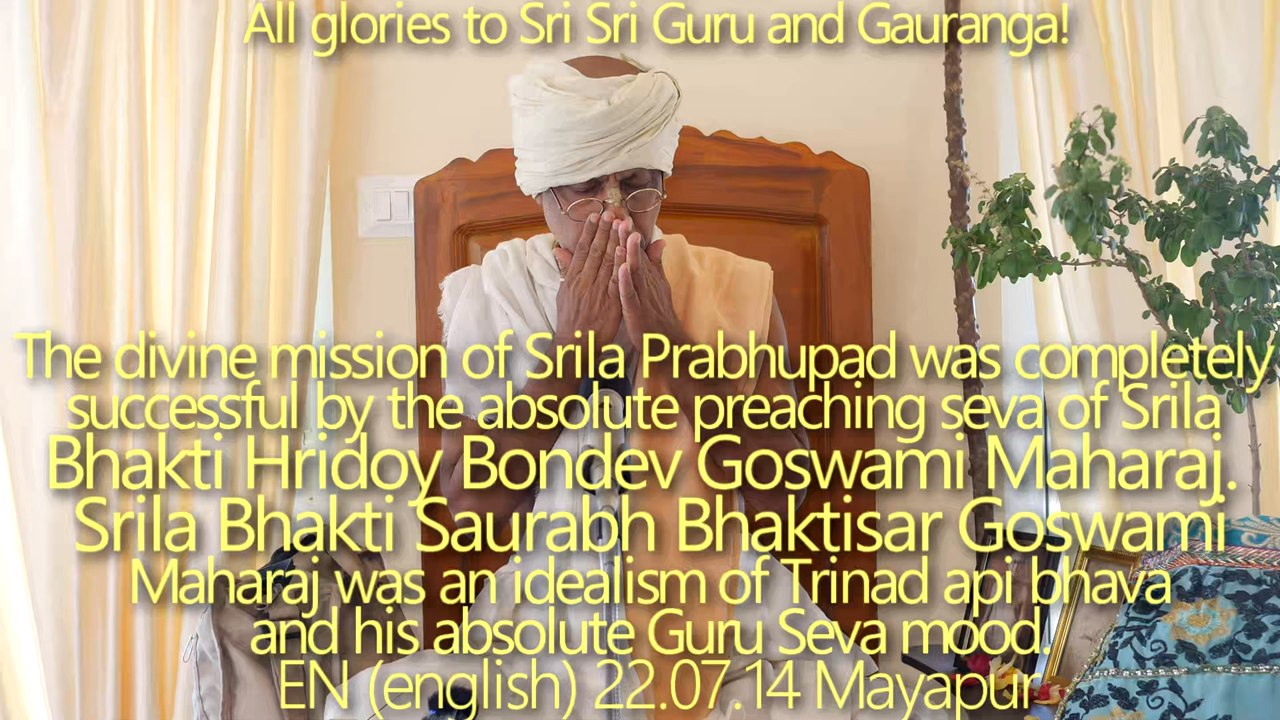 All glories to Sri Sri Guru and Gauranga!
The divine mission of Srila Prabhupad was completely
successful by the absolute preaching seva of Srila
Bhakti Hridoy Bondev Goswami Maharaj.
Srila Bhakti Saurabh Bhaktisar Goswami
Maharaj was an idealism of Trinad api bhava
and his absolute Guru Seva mood.
EN (english) 22.07.14 Mayapur